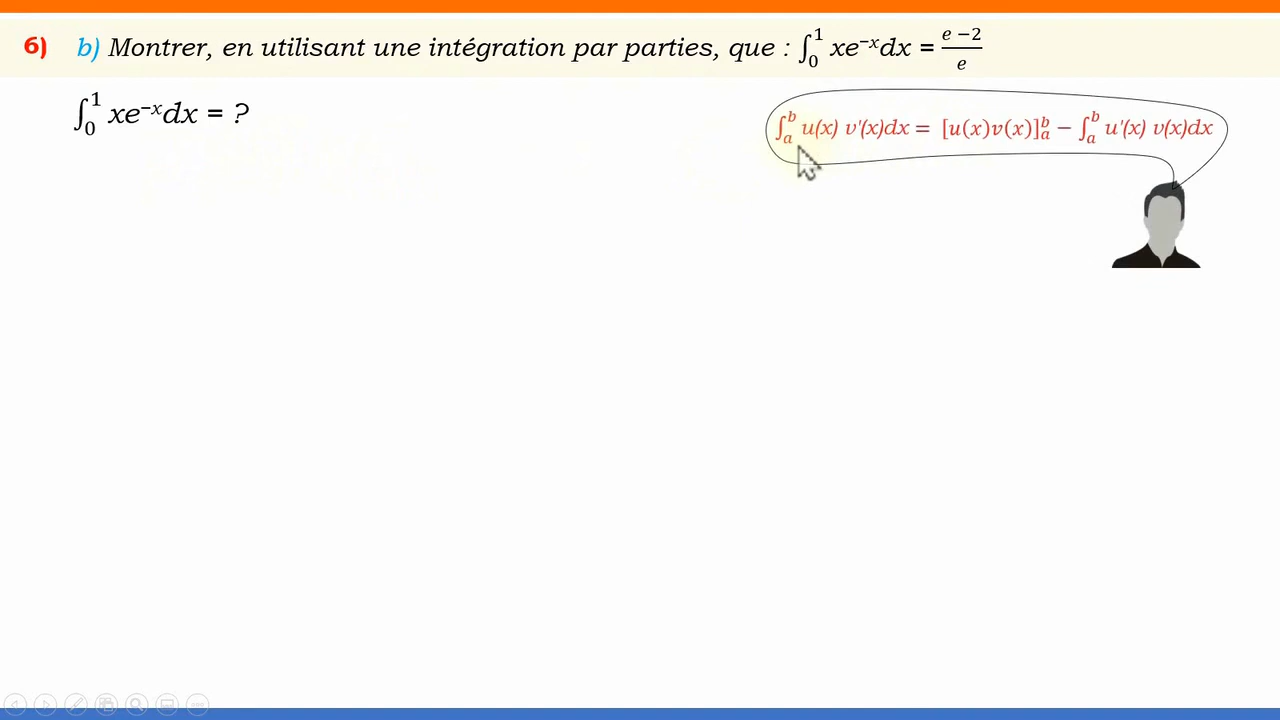 6) b) Montrer, en utilisant une intégration par parties, que : ∫₀¹ xe⁻ˣdx = (e −2)/e
∫₀¹ xe⁻ˣdx = ?
∫ₐᵇ u(x) v'(x)dx = [u(x)v(x)]ₐᵇ − ∫ₐᵇ u'(x) v(x)dx